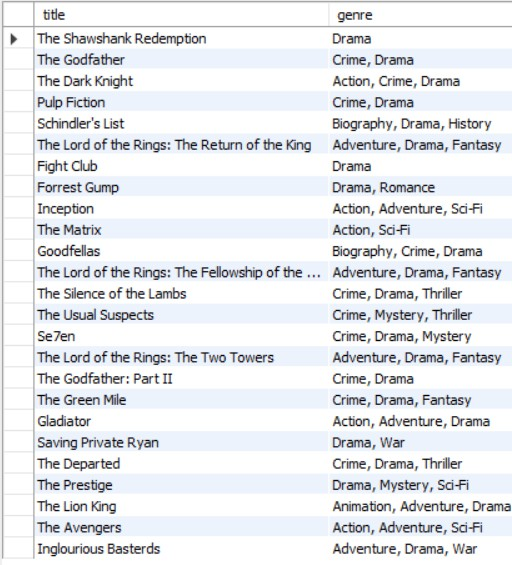 title genre
The Shawshank Redemption Drama
The Godfather Crime, Drama
The Dark Knight Action, Crime, Drama
Pulp Fiction Crime, Drama
Schindler's List Biography, Drama, History
The Lord of the Rings: The Return of the King Adventure, Drama, Fantasy
Fight Club Drama
Forrest Gump Drama, Romance
Inception Action, Adventure, Sci-Fi
The Matrix Action, Sci-Fi
Goodfellas Biography, Crime, Drama
The Lord of the Rings: The Fellowship of the ... Adventure, Drama, Fantasy
The Silence of the Lambs Crime, Drama, Thriller
The Usual Suspects Crime, Mystery, Thriller
Se7en Crime, Drama, Mystery
The Lord of the Rings: The Two Towers Adventure, Drama, Fantasy
The Godfather: Part II Crime, Drama
The Green Mile Crime, Drama, Fantasy
Gladiator Action, Adventure, Drama
Saving Private Ryan Drama, War
The Departed Crime, Drama, Thriller
The Prestige Drama, Mystery, Sci-Fi
The Lion King Animation, Adventure, Drama
The Avengers Action, Adventure, Sci-Fi
Inglourious Basterds Adventure, Drama, War